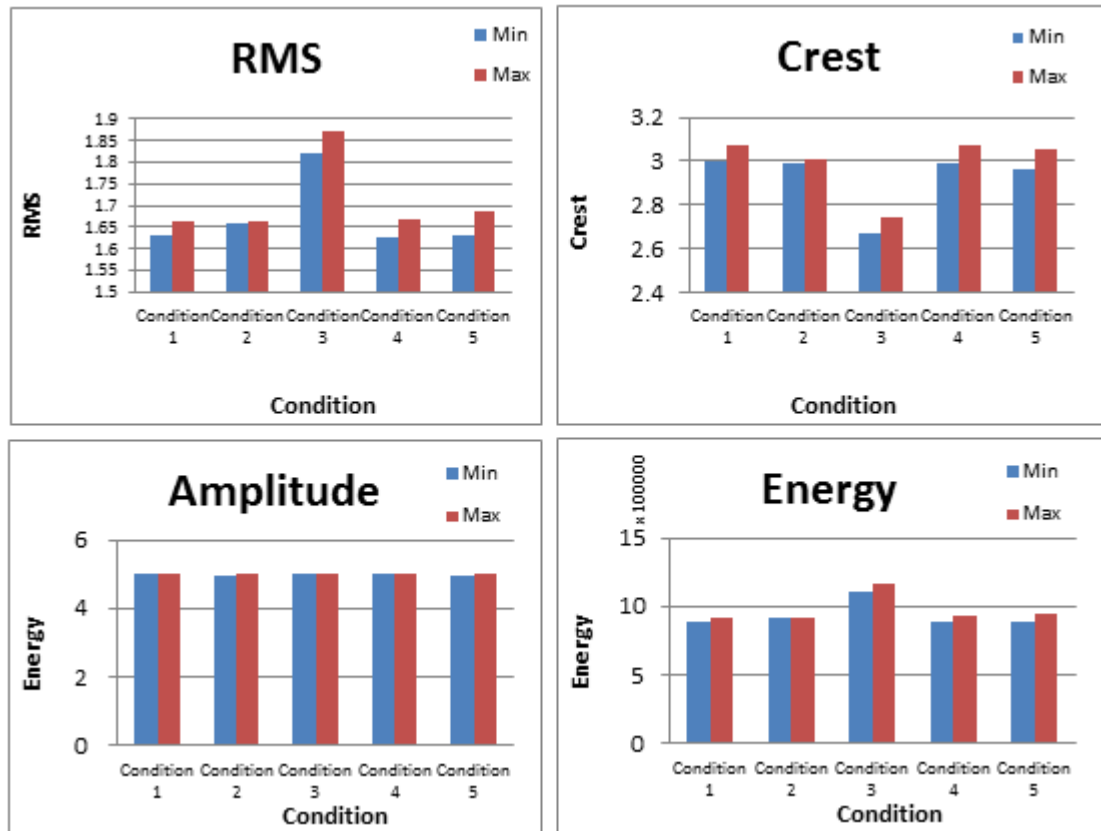 RMS
Min
Max
1.9
1.85
1.8
1.75
1.7
1.65
1.6
1.55
1.5
RMS
Condition Condition Condition Condition Condition
1 2 3 4 5
Condition
Crest
Min
Max
3.2
3
2.8
2.6
2.4
Crest
Condition Condition Condition Condition Condition
1 2 3 4 5
Condition
Amplitude
Min
Max
6
4
2
0
Energy
Condition Condition Condition Condition Condition
1 2 3 4 5
Condition
Energy
Min
Max
x 100000
15
10
5
0
Energy
Condition Condition Condition Condition Condition
1 2 3 4 5
Condition